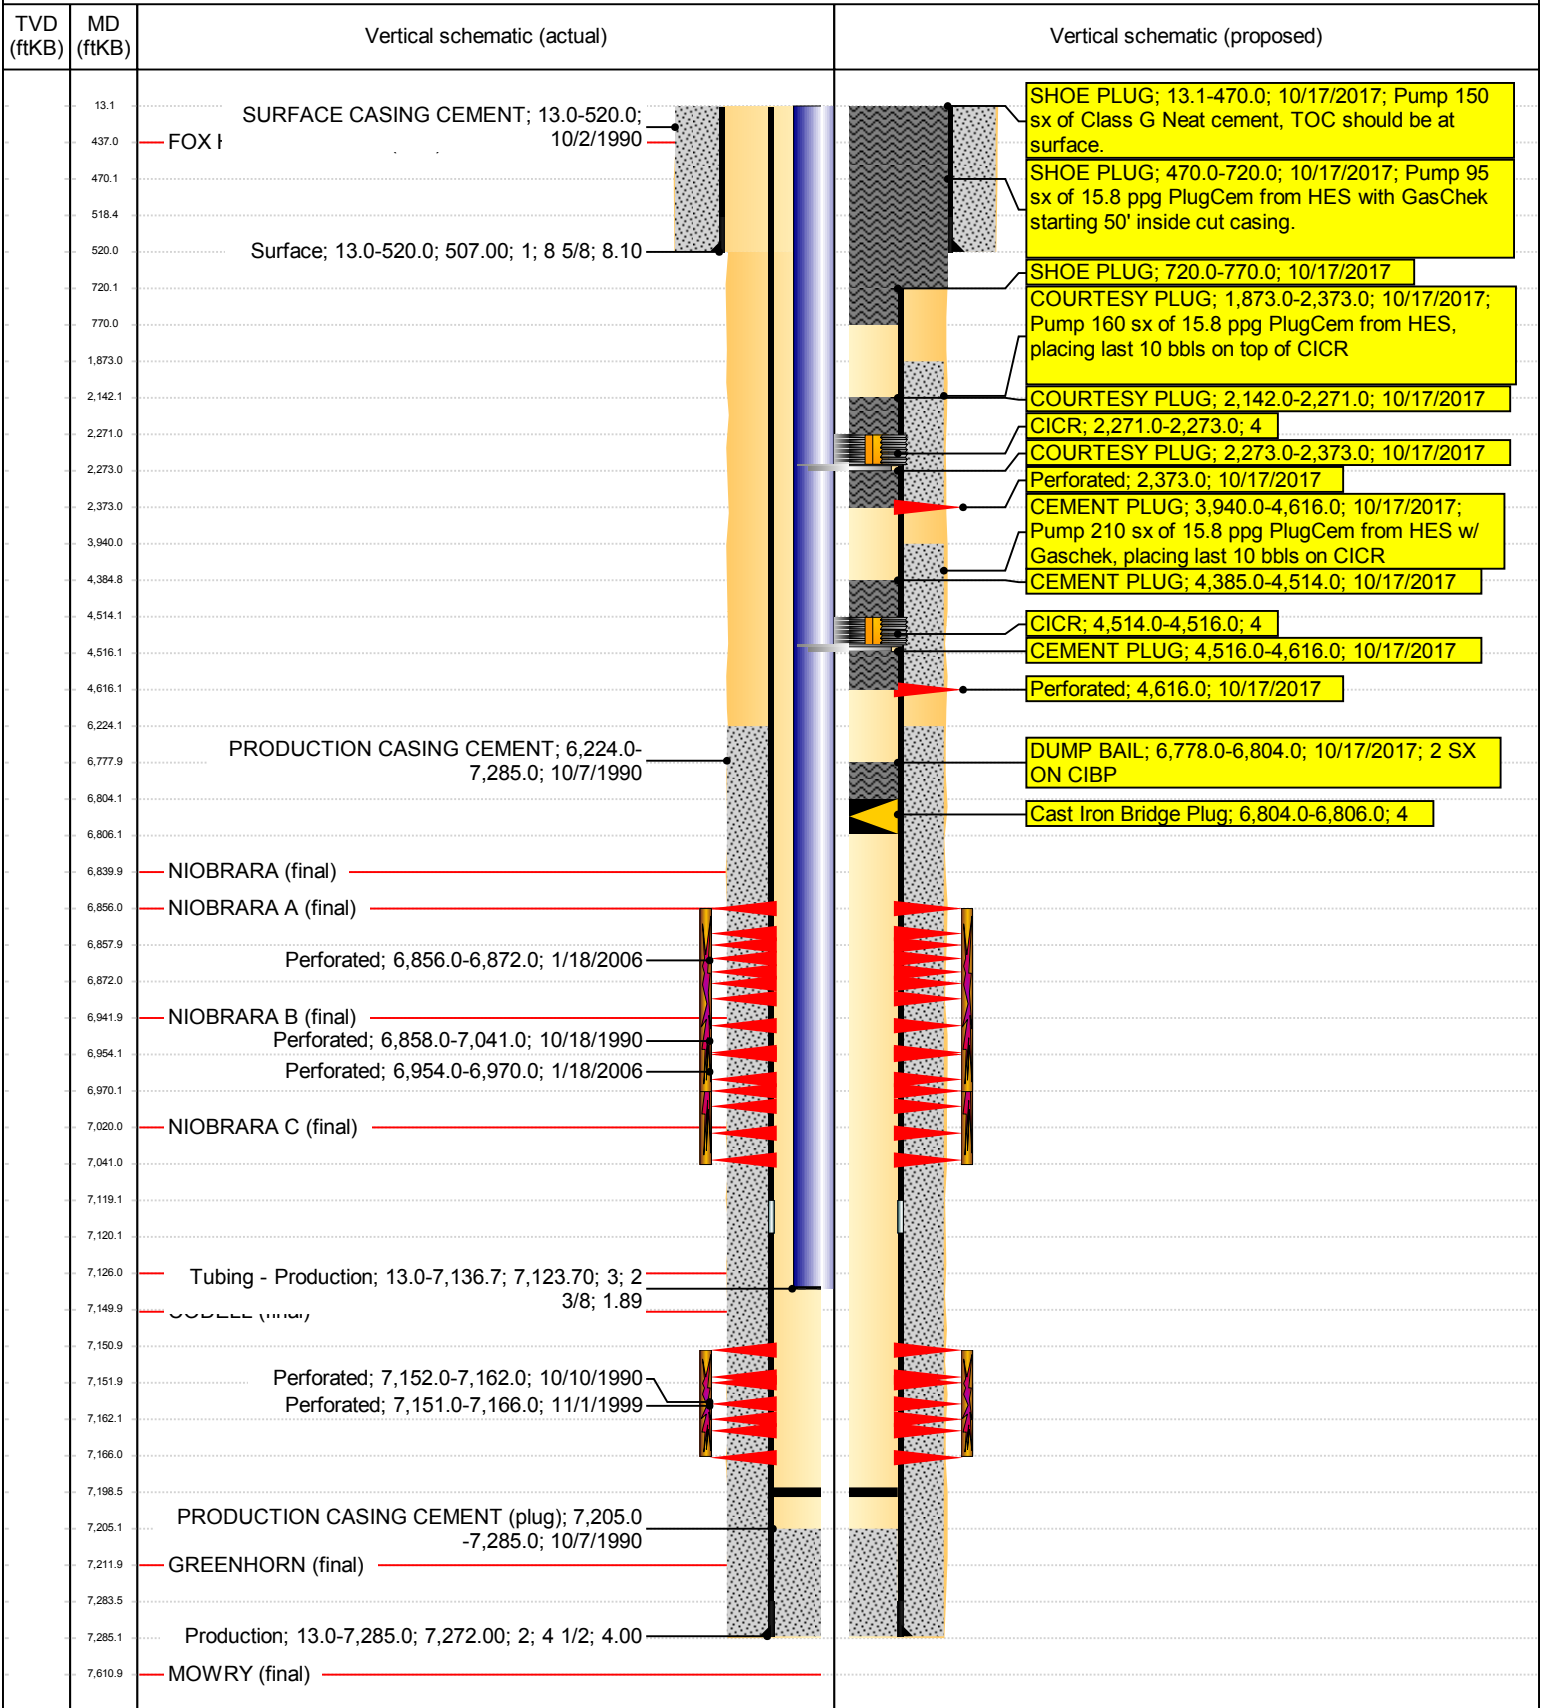 TVD
(ftKB)
MD
(ftKB)
Vertical schematic (actual)
Vertical schematic (proposed)
13.1
437.0
470.1
518.4
520.0
720.1
770.0
1,873.0
2,142.1
2,271.0
2,273.0
2,373.0
3,940.0
4,384.8
4,514.1
4,516.1
4,616.1
6,224.1
6,777.9
6,804.1
6,806.1
6,839.9
6,856.0
6,857.9
6,872.0
6,941.9
6,954.1
6,970.1
7,020.0
7,041.0
7,119.1
7,120.1
7,126.0
7,149.9
7,150.9
7,151.9
7,162.1
7,166.0
7,198.5
7,205.1
7,211.9
7,283.5
7,285.1
7,610.9
SURFACE CASING CEMENT; 13.0-520.0;
10/2/1990
FOX
Surface; 13.0-520.0; 507.00; 1; 8 5/8; 8.10
PRODUCTION CASING CEMENT; 6,224.0-
7,285.0; 10/7/1990
NIOBRARA (final)
NIOBRARA A (final)
Perforated; 6,856.0-6,872.0; 1/18/2006
NIOBRARA B (final)
Perforated; 6,858.0-7,041.0; 10/18/1990
Perforated; 6,954.0-6,970.0; 1/18/2006
NIOBRARA C (final)
Tubing - Production; 13.0-7,136.7; 7,123.70; 3; 2
3/8; 1.89
Perforated; 7,152.0-7,162.0; 10/10/1990
Perforated; 7,151.0-7,166.0; 11/1/1999
PRODUCTION CASING CEMENT (plug); 7,205.0
-7,285.0; 10/7/1990
GREENHORN (final)
Production; 13.0-7,285.0; 7,272.00; 2; 4 1/2; 4.00
MOWRY (final)
SHOE PLUG; 13.1-470.0; 10/17/2017; Pump 150
sx of Class G Neat cement, TOC should be at
surface.
SHOE PLUG; 470.0-720.0; 10/17/2017; Pump 95
sx of 15.8 ppg PlugCem from HES with GasChek
starting 50' inside cut casing.
SHOE PLUG; 720.0-770.0; 10/17/2017
COURTESY PLUG; 1,873.0-2,373.0; 10/17/2017;
Pump 160 sx of 15.8 ppg PlugCem from HES,
placing last 10 bbls on top of CICR
COURTESY PLUG; 2,142.0-2,271.0; 10/17/2017
CICR; 2,271.0-2,273.0; 4
COURTESY PLUG; 2,273.0-2,373.0; 10/17/2017
Perforated; 2,373.0; 10/17/2017
CEMENT PLUG; 3,940.0-4,616.0; 10/17/2017;
Pump 210 sx of 15.8 ppg PlugCem from HES w/
Gaschek, placing last 10 bbls on CICR
CEMENT PLUG; 4,385.0-4,514.0; 10/17/2017
CICR; 4,514.0-4,516.0; 4
CEMENT PLUG; 4,516.0-4,616.0; 10/17/2017
Perforated; 4,616.0; 10/17/2017
DUMP BAIL; 6,778.0-6,804.0; 10/17/2017; 2 SX
ON CIBP
Cast Iron Bridge Plug; 6,804.0-6,806.0; 4